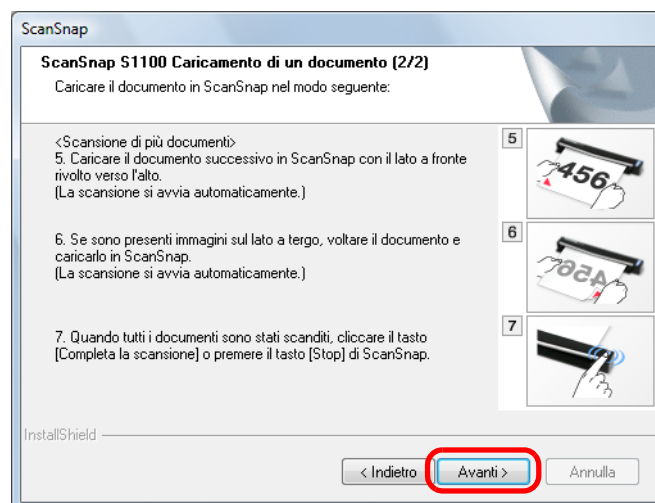 ScanSnap
ScanSnap S1100 Caricamento di un documento (2/2)
Caricare il documento in ScanSnap nel modo seguente:
<Scansione di più documenti>
5. Caricare il documento successivo in ScanSnap con il lato a fronte
rivolto verso l'alto.
(La scansione si avvia automaticamente.)
5
456
6. Se sono presenti immagini sul lato a tergo, voltare il documento e
caricarlo in ScanSnap.
(La scansione si avvia automaticamente.)
6
456
7. Quando tutti i documenti sono stati scanditi, cliccare il tasto
[Completa la scansione] o premere il tasto [Stop] di ScanSnap.
7
InstallShield
< Indietro
Avanti >
Annulla